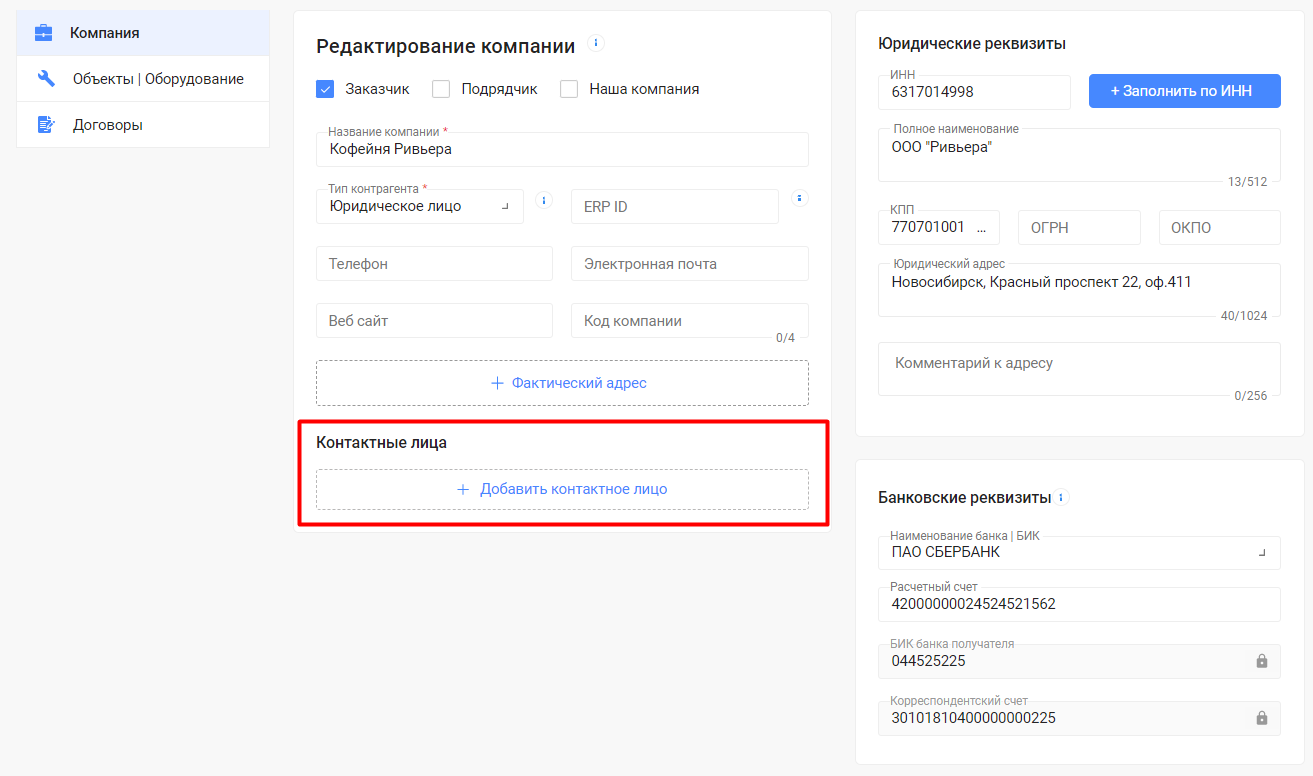 Компания
Объекты | Оборудование
Договоры
Редактирование компании
Заказчик Подрядчик Наша компания
Название компании *
Кофейня Ривьера
Тип контрагента *
Юридическое лицо
ERP ID
Телефон Электронная почта
Веб сайт Код компании
0/4
+ Фактический адрес
Контактные лица
+ Добавить контактное лицо
Юридические реквизиты
ИНН
6317014998
+ Заполнить по ИНН
Полное наименование
ООО "Ривьера"
13/512
КПП
770701001 ...
ОГРН ОКПО
Юридический адрес
Новосибирск, Красный проспект 22, оф.411
40/1024
Комментарий к адресу
0/256
Банковские реквизиты
Наименование банка | БИК
ПАО СБЕРБАНК
Расчетный счет
42000000024524521562
БИК банка получателя
044525225
Корреспондентский счет
30101810400000000225